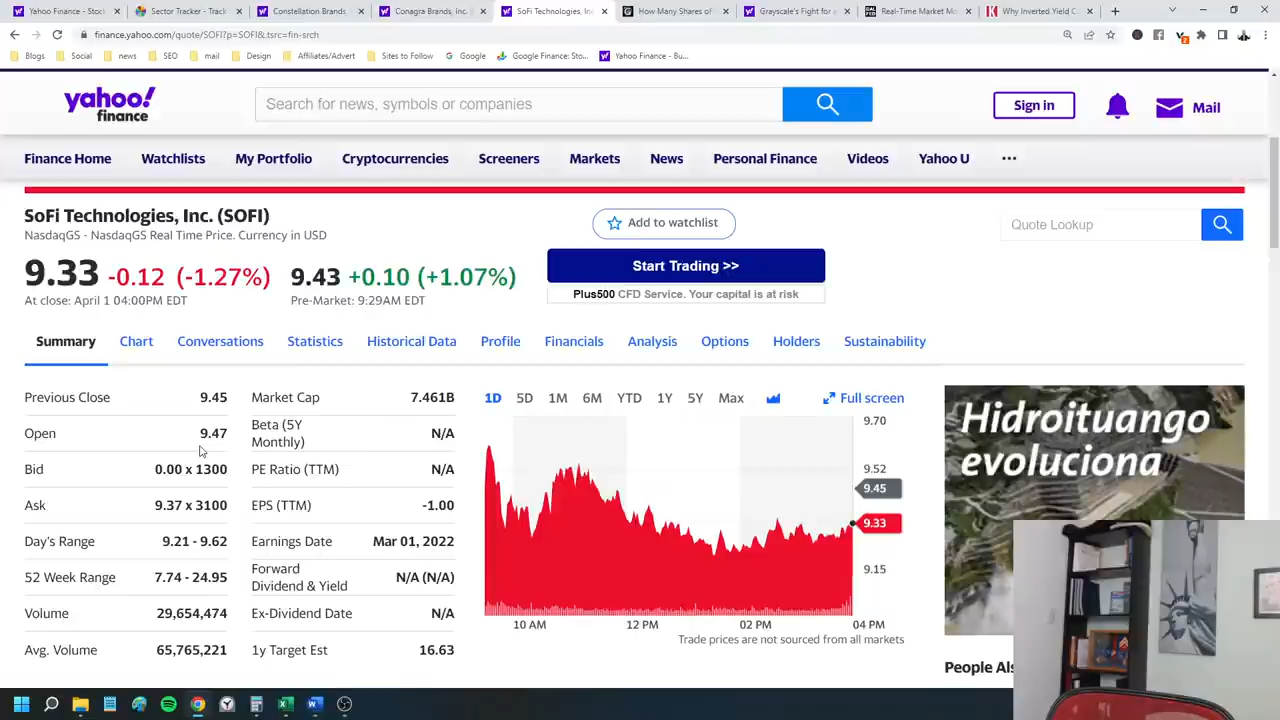 Yahoo Finance - Stock
Sector Tracker - Track
Constellation Brands,
Conagra Brands, Inc.
SoFi Technologies, Inc.
How Many Shares of
Grayscale's Fight for
Real-Time Market Mo
Why Inverted Yield C
finance.yahoo.com/quote/SOFI?p=SOFI&.tsrc=fin-srch
Blogs
Social
news
SEO
mail
Design
Affiliates/Advert
Sites to Follow
Google
Google Finance: Sto...
Yahoo Finance - Bu...
yahoo!
finance
Search for news, symbols or companies
Sign in
Mail
Finance Home
Watchlists
My Portfolio
Cryptocurrencies
Screeners
Markets
News
Personal Finance
Videos
Yahoo U
SoFi Technologies, Inc. (SOFI)
NasdaqGS - NasdaqGS Real Time Price. Currency in USD
Add to watchlist
Quote Lookup
9.33 -0.12 (-1.27%)
At close: April 1 04:00PM EDT
9.43 +0.10 (+1.07%)
Pre-Market: 9:29AM EDT
Start Trading >>
Plus500 CFD Service. Your capital is at risk
Summary
Chart
Conversations
Statistics
Historical Data
Profile
Financials
Analysis
Options
Holders
Sustainability
Previous Close 9.45
Open 9.47
Bid 0.00 x 1300
Ask 9.37 x 3100
Day's Range 9.21 - 9.62
52 Week Range 7.74 - 24.95
Volume 29,654,474
Avg. Volume 65,765,221
Market Cap 7.461B
Beta (5Y
Monthly) N/A
PE Ratio (TTM) N/A
EPS (TTM) -1.00
Earnings Date Mar 01, 2022
Forward
Dividend & Yield N/A (N/A)
Ex-Dividend Date N/A
1y Target Est 16.63
1D 5D 1M 6M YTD 1Y 5Y Max
Full screen
9.70
9.52
9.45
9.33
9.15
10 AM 12 PM 02 PM 04 PM
Trade prices are not sourced from all markets
Hidroituango
evoluciona
People Als